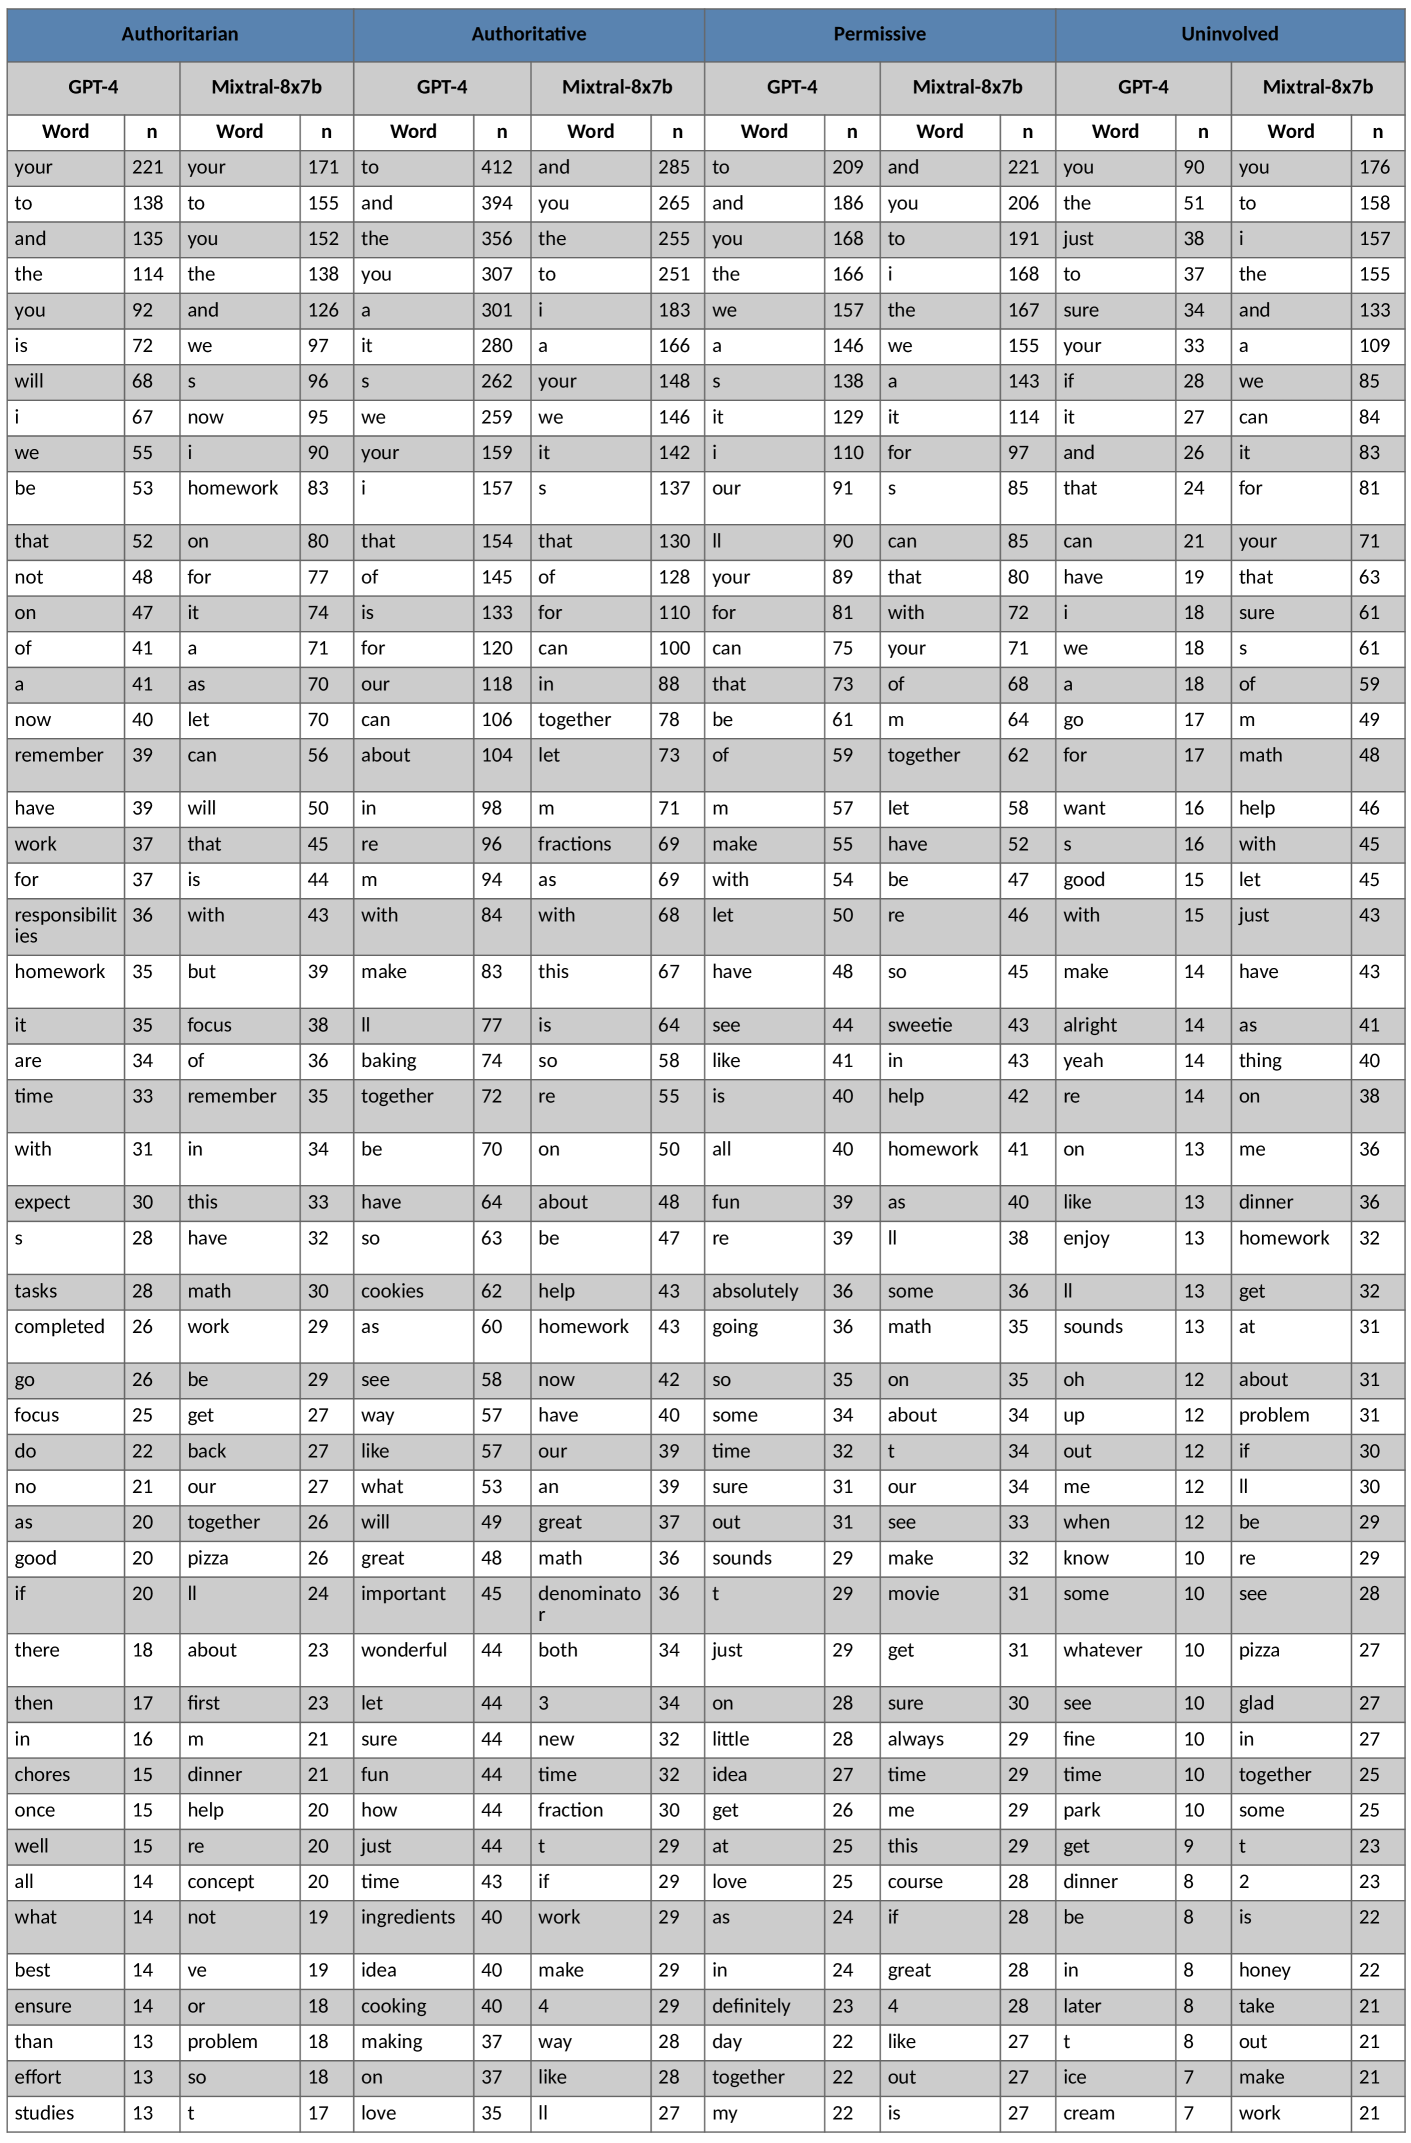 Authoritarian Authoritative Permissive Uninvolved
GPT-4 Mixtral-8x7b GPT-4 Mixtral-8x7b GPT-4 Mixtral-8x7b GPT-4 Mixtral-8x7b
Word n Word n Word n Word n Word n Word n Word n Word n
your 221 your 171 to 412 and 285 to 209 and 221 you 90 you 176
to 138 to 155 and 394 you 265 and 186 you 206 the 51 to 158
and 135 you 152 the 356 the 255 you 168 to 191 just 38 i 157
the 114 the 138 you 307 to 251 the 166 i 168 to 37 the 155
you 92 and 126 a 301 i 183 we 157 the 167 sure 34 and 133
is 72 we 97 it 280 a 166 a 146 we 155 your 33 a 109
will 68 s 96 s 262 your 148 s 138 a 143 if 28 we 85
i 67 now 95 we 259 we 146 it 129 it 114 it 27 can 84
we 55 i 90 your 159 it 142 i 110 for 97 and 26 it 83
be 53 homework 83 i 157 s 137 our 91 s 85 that 24 for 81
that 52 on 80 that 154 that 130 ll 90 can 85 can 21 your 71
not 48 for 77 of 145 of 128 your 89 that 80 have 19 that 63
on 47 it 74 is 133 for 110 for 81 with 72 i 18 sure 61
of 41 a 71 for 120 can 100 can 75 your 71 we 18 s 61
a 41 as 70 our 118 in 88 that 73 of 68 a 18 of 59
now 40 let 70 can 106 together 78 be 61 m 64 go 17 m 49
remember 39 can 56 about 104 let 73 of 59 together 62 for 17 math 48
have 39 will 50 in 98 m 71 m 57 let 58 want 16 help 46
work 37 that 45 re 96 fractions 69 make 55 have 52 s 16 with 45
for 37 is 44 m 94 as 69 with 54 be 47 good 15 let 45
responsibilit 36 with 43 with 84 with 68 let 50 re 46 with 15 just 43
ies
homework 35 but 39 make 83 this 67 have 48 so 45 make 14 have 43
it 35 focus 38 ll 77 is 64 see 44 sweetie 43 alright 14 as 41
are 34 of 36 baking 74 so 58 like 41 in 43 yeah 14 thing 40
time 33 remember 35 together 72 re 55 is 40 help 42 re 14 on 38
with 31 in 34 be 70 on 50 all 40 homework 41 on 13 me 36
expect 30 this 33 have 64 about 48 fun 39 as 40 like 13 dinner 36
s 28 have 32 so 63 be 47 re 39 ll 38 enjoy 13 homework 32
tasks 28 math 30 cookies 62 help 43 absolutely 36 some 36 ll 13 get 32
completed 26 work 29 as 60 homework 43 going 36 math 35 sounds 13 at 31
go 26 be 29 see 58 now 42 so 35 on 35 oh 12 about 31
focus 25 get 27 way 57 have 40 some 34 about 34 up 12 problem 31
do 22 back 27 like 57 our 39 time 32 t 34 out 12 if 30
no 21 our 27 what 53 an 39 sure 31 our 34 me 12 ll 30
as 20 together 26 will 49 great 37 out 31 see 33 when 12 be 29
good 20 pizza 26 great 48 math 36 sounds 29 make 32 know 10 re 29
if 20 ll 24 important 45 denominato 36 t 29 movie 31 some 10 see 28
r
there 18 about 23 wonderful 44 both 34 just 29 get 31 whatever 10 pizza 27
then 17 first 23 let 44 3 34 on 28 sure 30 see 10 glad 27
in 16 m 21 sure 44 new 32 little 28 always 29 fine 10 in 27
chores 15 dinner 21 fun 44 time 32 idea 27 time 29 time 10 together 25
once 15 help 20 how 44 fraction 30 get 26 me 29 park 10 some 25
well 15 re 20 just 44 t 29 at 25 this 29 get 9 t 23
all 14 concept 20 time 43 if 29 love 25 course 28 dinner 8 2 23
what 14 not 19 ingredients 40 work 29 as 24 if 28 be 8 is 22
best 14 ve 19 idea 40 make 29 in 24 great 28 in 8 honey 22
ensure 14 or 18 cooking 40 4 29 definitely 23 4 28 later 8 take 21
than 13 problem 18 making 37 way 28 day 22 like 27 t 8 out 21
effort 13 so 18 on 37 like 28 together 22 out 27 ice 7 make 21
studies 13 t 17 love 35 ll 27 my 22 is 27 cream 7 work 21